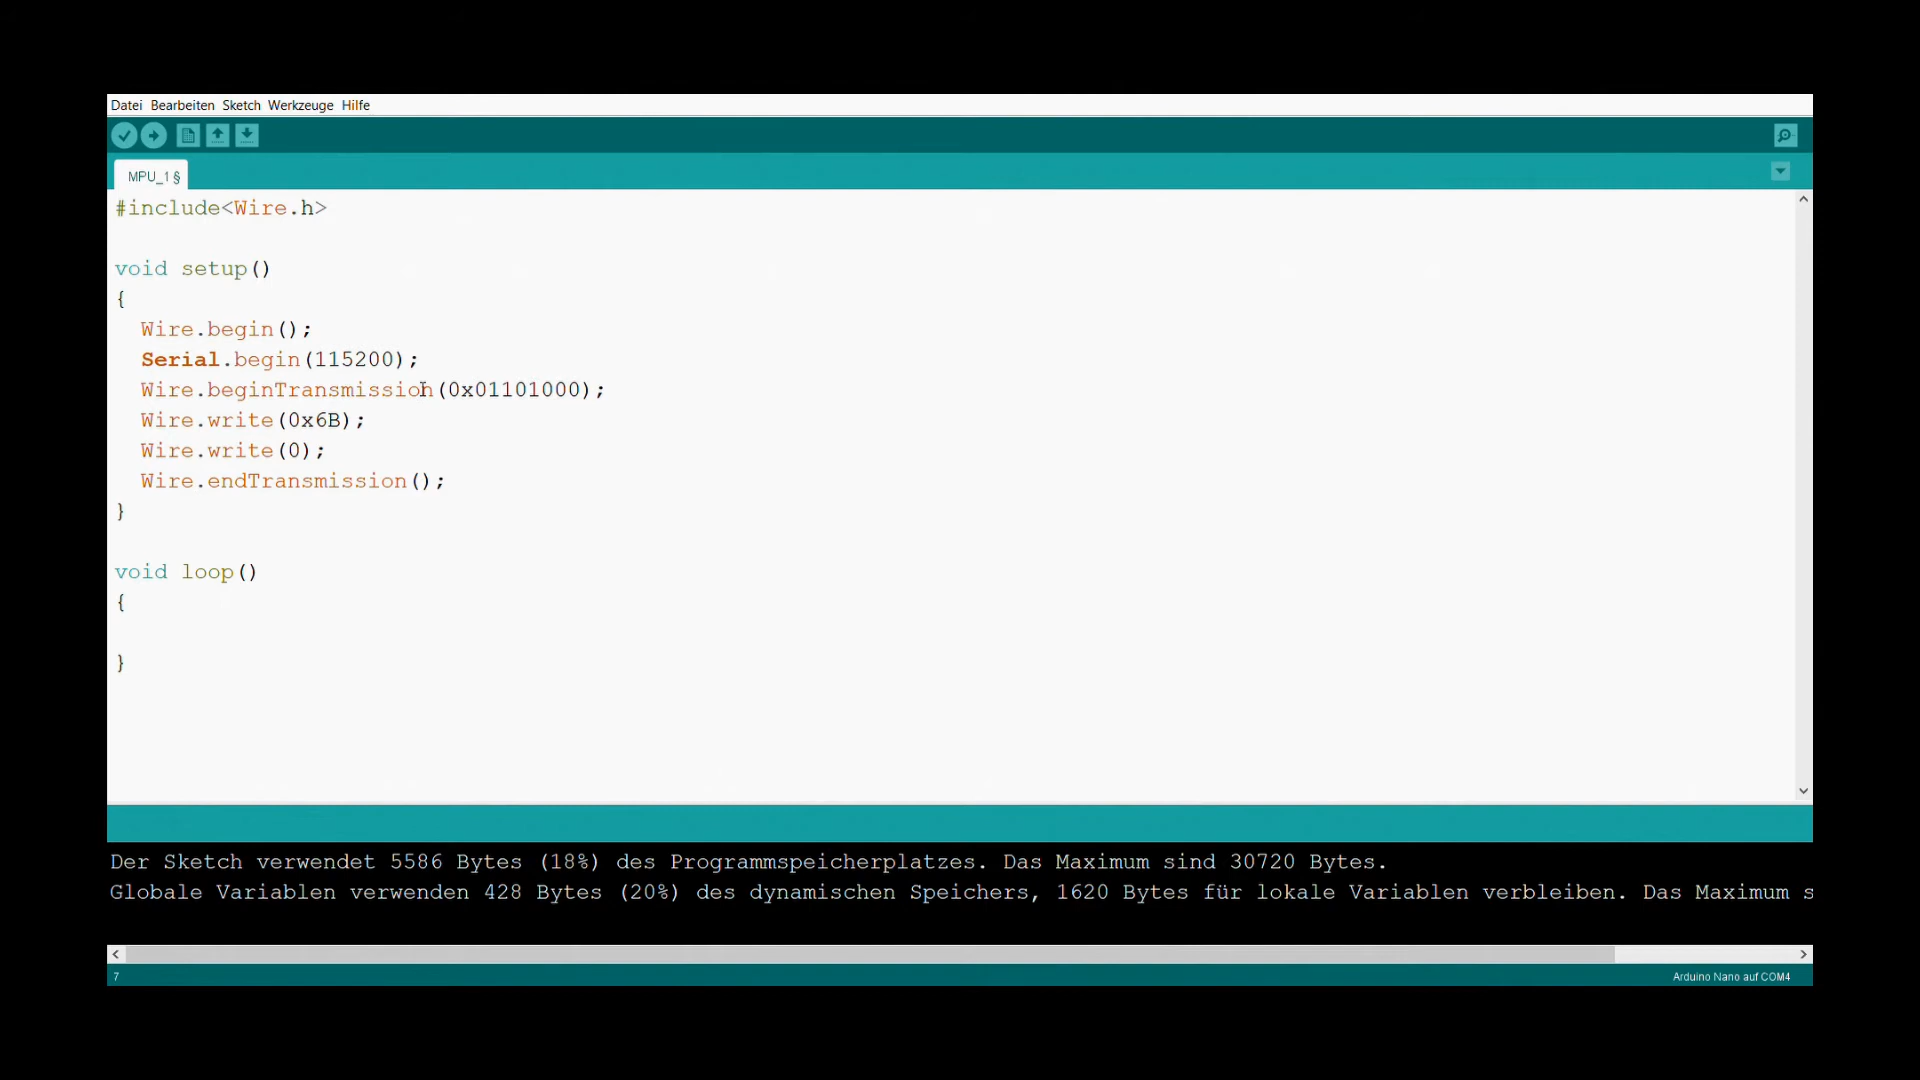 Datei Bearbeiten Sketch Werkzeuge Hilfe
MPU_1 §
#include<Wire.h>
void setup()
{
Wire.begin();
Serial.begin(115200);
Wire.beginTransmission(0x01101000);
Wire.write(0x6B);
Wire.write(0);
Wire.endTransmission();
}
void loop()
{
}
Der Sketch verwendet 5586 Bytes (18%) des Programmspeicherplatzes. Das Maximum sind 30720 Bytes.
Globale Variablen verwenden 428 Bytes (20%) des dynamischen Speichers, 1620 Bytes für lokale Variablen verbleiben. Das Maximum s
7
Arduino Nano auf COM4